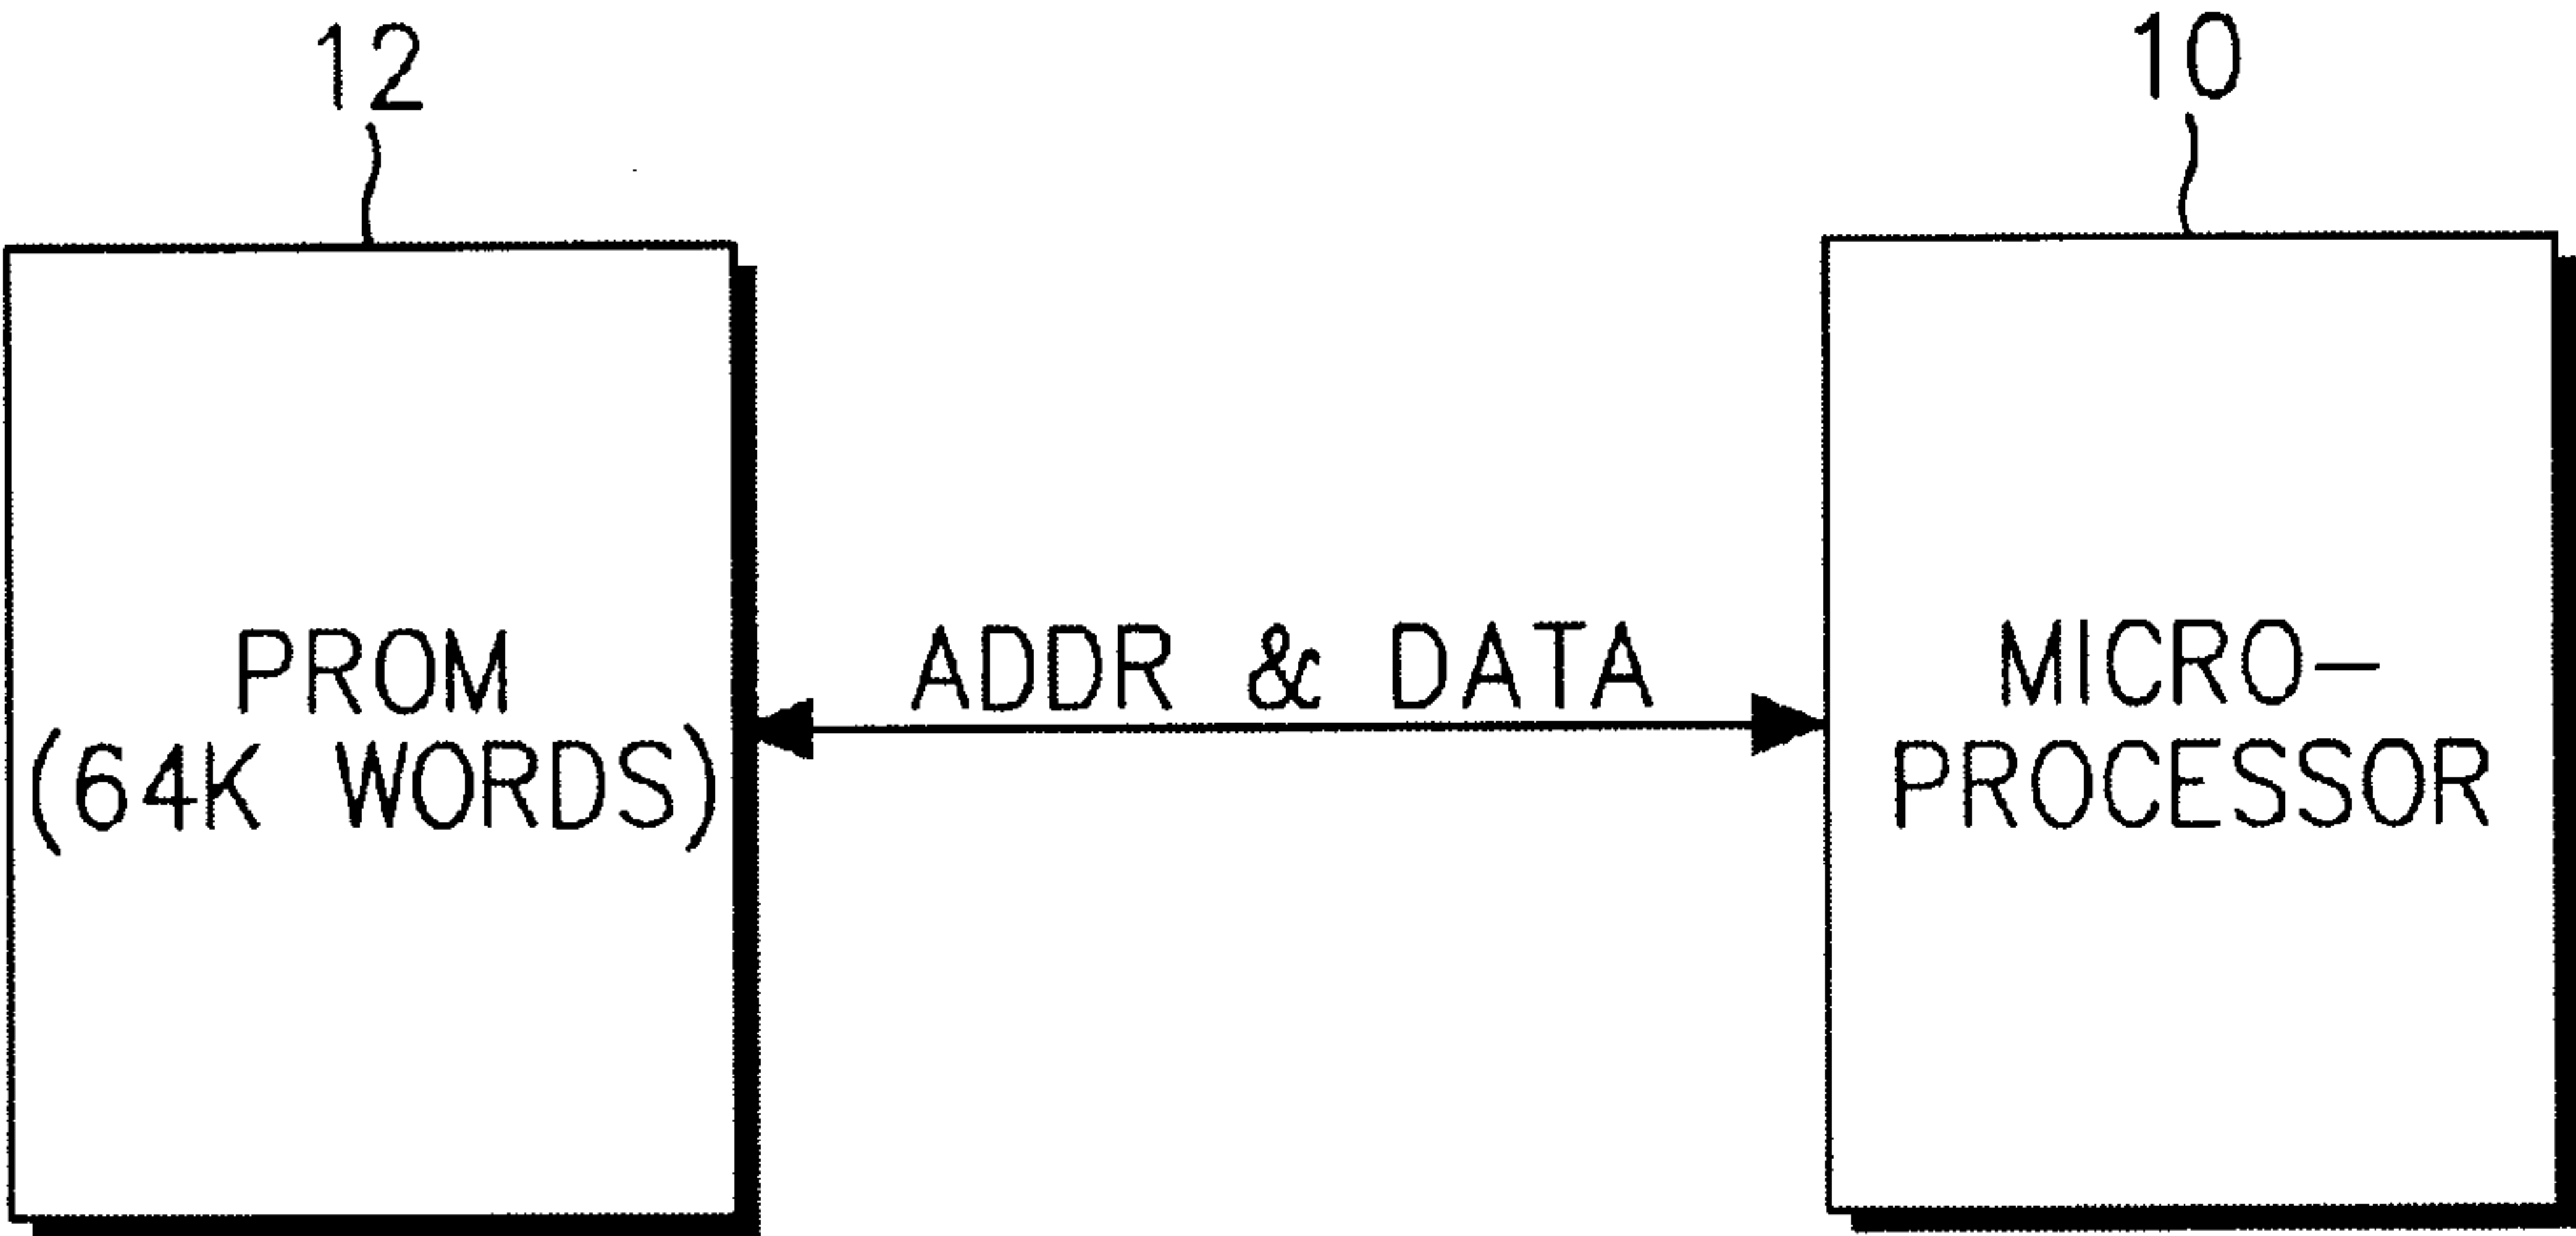 12
10
PROM
(64K WORDS)
ADDR & DATA
MICRO-
PROCESSOR